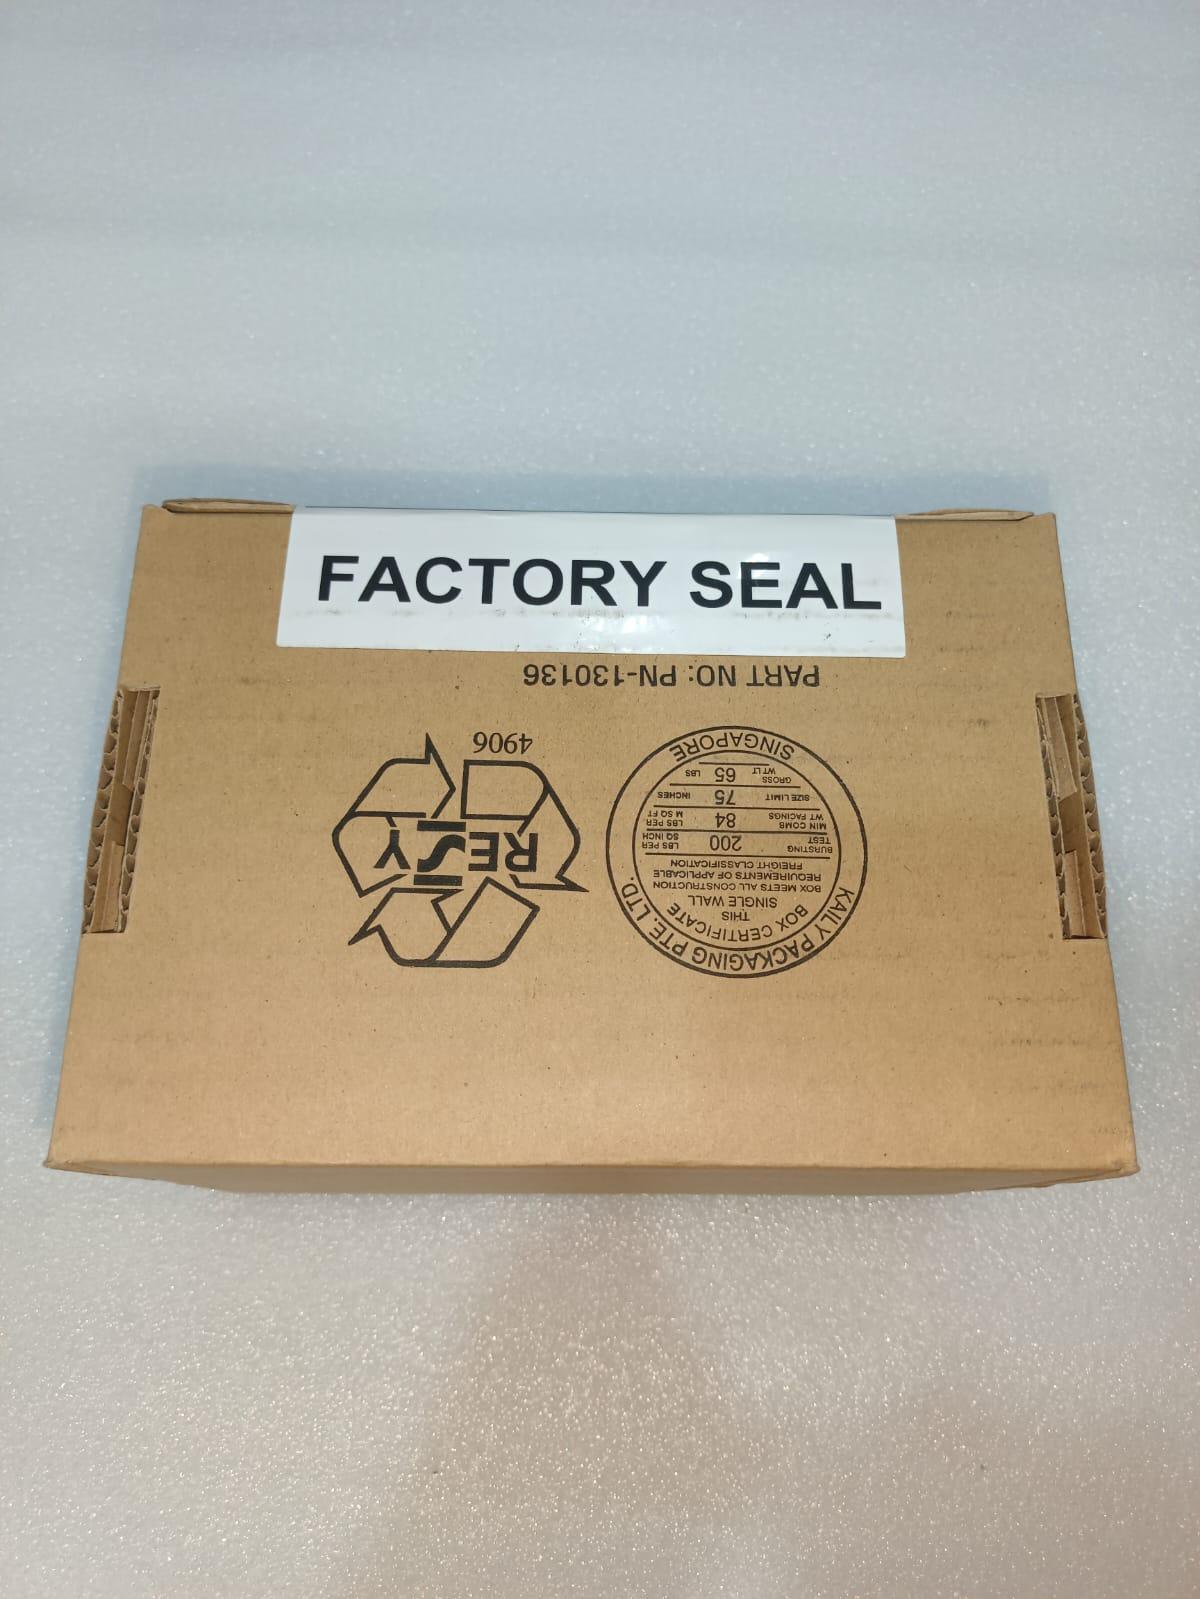 FACTORY SEAL
PART NO: PN-130136
4906
RESY
KAILY PACKAGING PTE. LTD.
BOX CERTIFICATE
THIS
SINGLE WALL
BOX MEETS ALL CONSTRUCTION
REQUIREMENTS OF APPLICABLE
FREIGHT CLASSIFICATION
BURSTING TEST 200 LBS PER SQ INCH
MIN COMB WT FACINGS 84 LBS PER M SQ FT
SIZE LIMIT 75 INCHES
GROSS WT LT 65 LBS
SINGAPORE